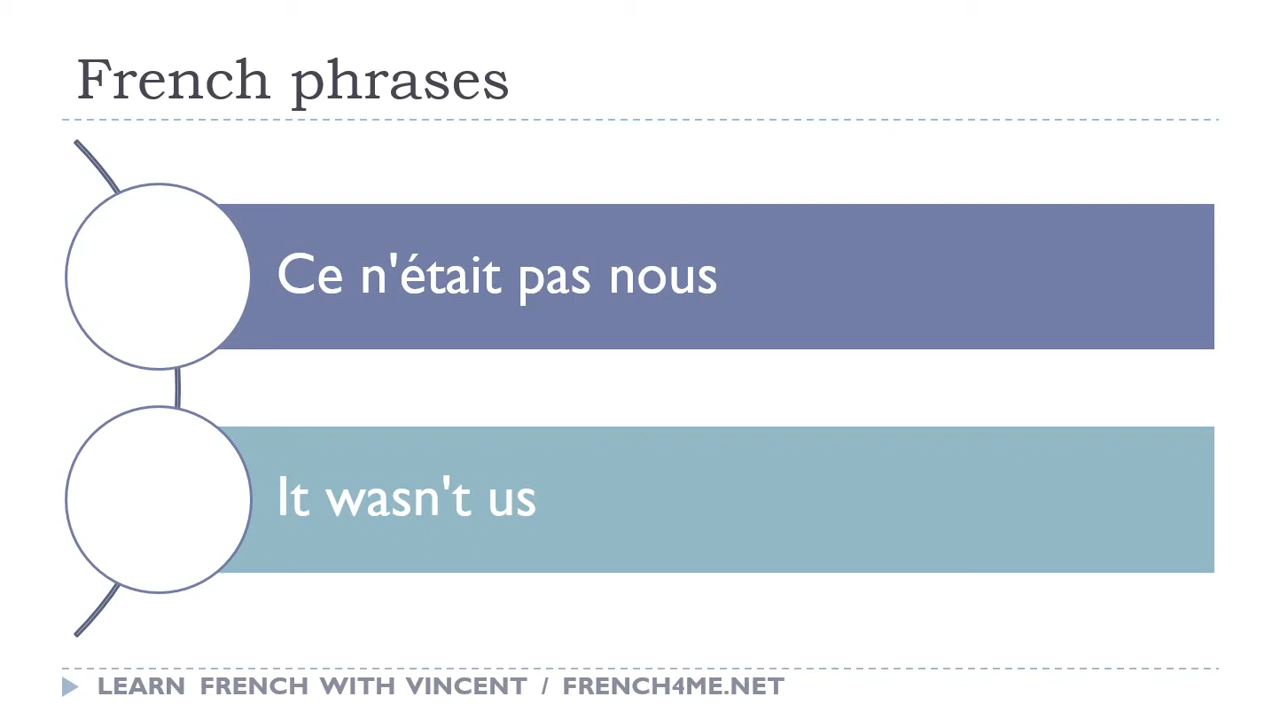 French phrases
Ce n'était pas nous
It wasn't us
LEARN FRENCH WITH VINCENT / FRENCH4ME.NET